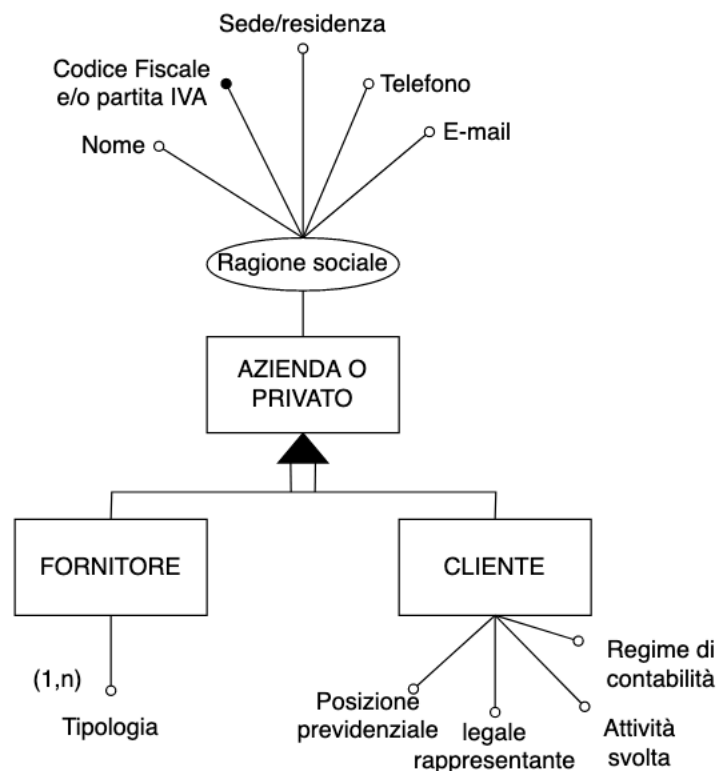 Sede/residenza
Codice Fiscale
e/o partita IVA
Telefono
E-mail
Nome
Ragione sociale
AZIENDA O
PRIVATO
FORNITORE
CLIENTE
(1,n)
Tipologia
Posizione
previdenziale
legale
rappresentante
Attività
svolta
Regime di
contabilità